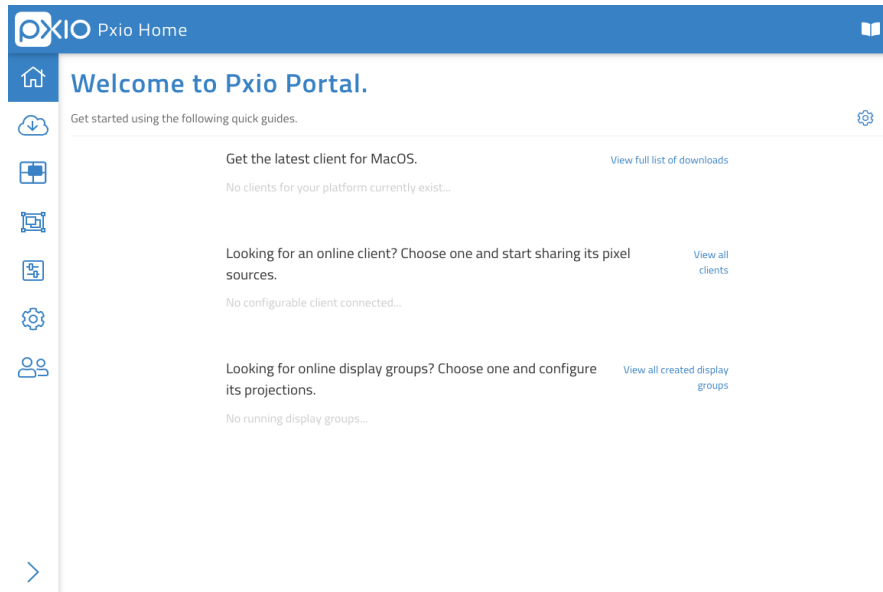 pxio Pxio Home
Welcome to Pxio Portal.
Get started using the following quick guides.
Get the latest client for MacOS.
View full list of downloads
No clients for your platform currently exist...
Looking for an online client? Choose one and start sharing its pixel
sources.
View all
clients
No configurable client connected...
Looking for online display groups? Choose one and configure
its projections.
View all created display
groups
No running display groups...